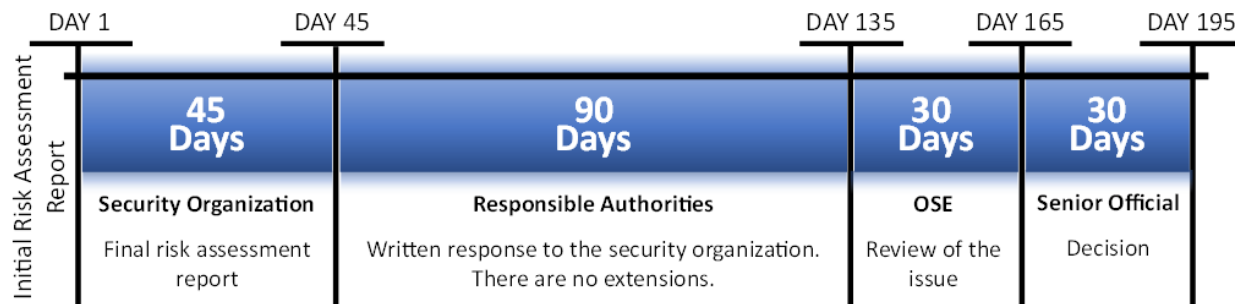 DAY 1
DAY 45
DAY 135
DAY 165
DAY 195
Initial Risk Assessment
Report
45
Days
90
Days
30
Days
30
Days
Security Organization
Final risk assessment
report
Responsible Authorities
Written response to the security organization.
There are no extensions.
OSE
Review of the
issue
Senior Official
Decision